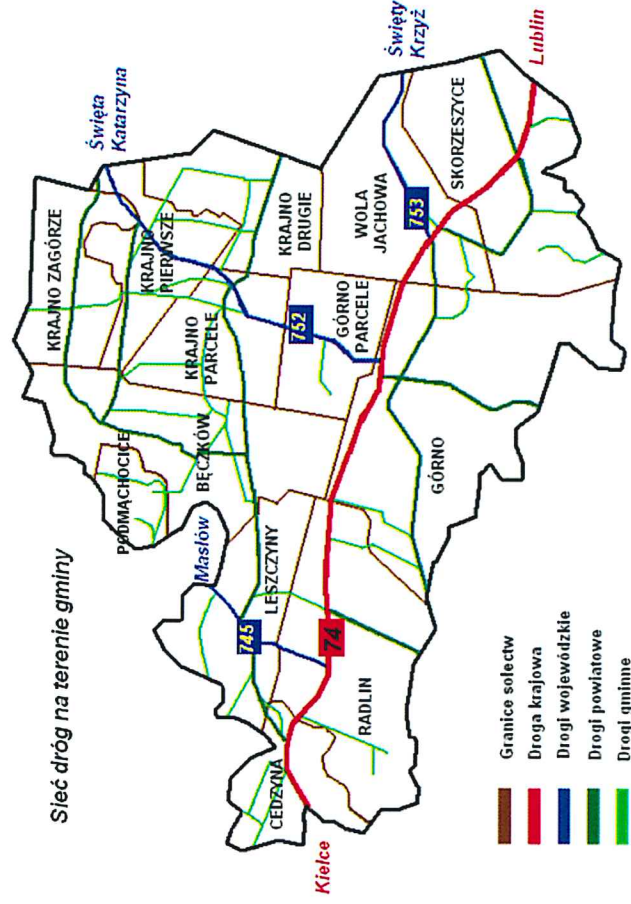 Sieć dróg na terenie gminy
Święta
Katarzyna
Święty
Krzyż
Lublin
Masłów
Kielce
KRAJNO ZAGÓRZE
KRAJNO
PIERWSZE
KRAJNO
DRUGIE
KRAJNO
PARCELE
PODMĄCHOCICE
BĘCZKÓW
WOLA
JACHOWA
SKORZESZYCE
GÓRNO
PARCELE
GÓRNO
LESZCZYNY
CEDZYNA
RADLIN
752
753
745
74
Granice sołectw
Droga krajowa
Drogi wojewódzkie
Drogi powiatowe
Drogi gminne